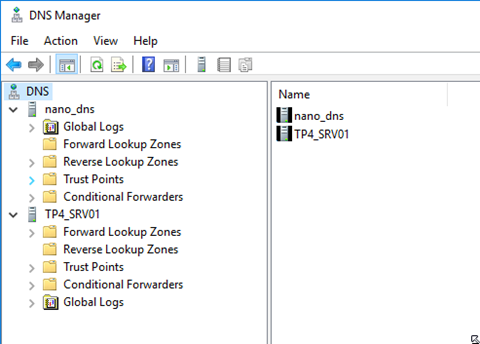 DNS Manager
File Action View Help
DNS
nano_dns
Global Logs
Forward Lookup Zones
Reverse Lookup Zones
Trust Points
Conditional Forwarders
TP4_SRV01
Forward Lookup Zones
Reverse Lookup Zones
Trust Points
Conditional Forwarders
Global Logs
Name
nano_dns
TP4_SRV01